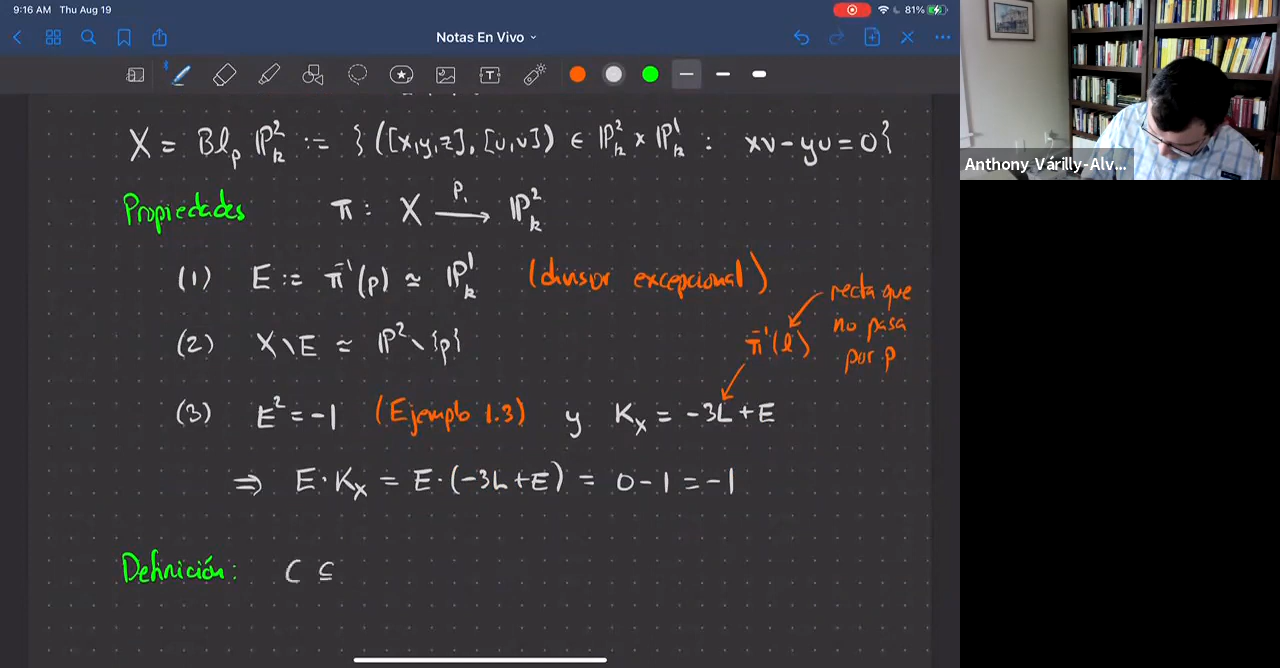 9:16 AM Thu Aug 19
81%
Notas En Vivo
Anthony Várilly-Alv...
X = Bl_p ℙ²_k := { ([x,y,z], [u,v]) ∈ ℙ²_k × ℙ¹_k : xv - yu = 0 }
Propiedades π : X →^{p₁} ℙ²_k
(1) E := π⁻¹(p) ≃ ℙ¹_k (divisor excepcional)
recta que
no pasa
por p
(2) X \ E ≃ ℙ² \ {p}
π⁻¹(ℓ)
(3) E² = -1 (Ejemplo 1.3) y K_X = -3L + E
⇒ E · K_X = E · (-3L + E) = 0 - 1 = -1
Definición: C ⊆